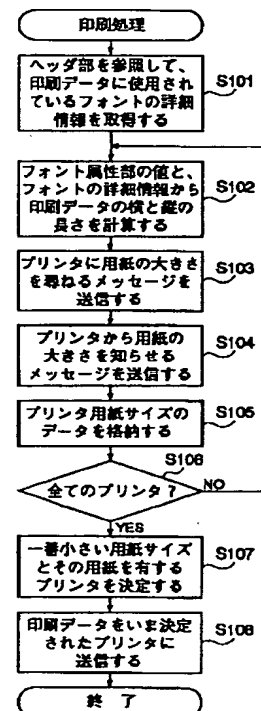 印刷処理
ヘッダ部を参照して、
印刷データに使用され
ているフォントの詳細
情報を取得する
S101
フォント属性部の値と、
フォントの詳細情報から
印刷データの横と縦の
長さを計算する
S102
プリンタに用紙の大きさ
を尋ねるメッセージを
送信する
S103
プリンタから用紙の
大きさを知らせる
メッセージを送信する
S104
プリンタ用紙サイズの
データを格納する
S105
S106
全てのプリンタ?
NO
YES
一番小さい用紙サイズ
とその用紙を有する
プリンタを決定する
S107
印刷データをいま決定
されたプリンタに
送信する
S108
終了